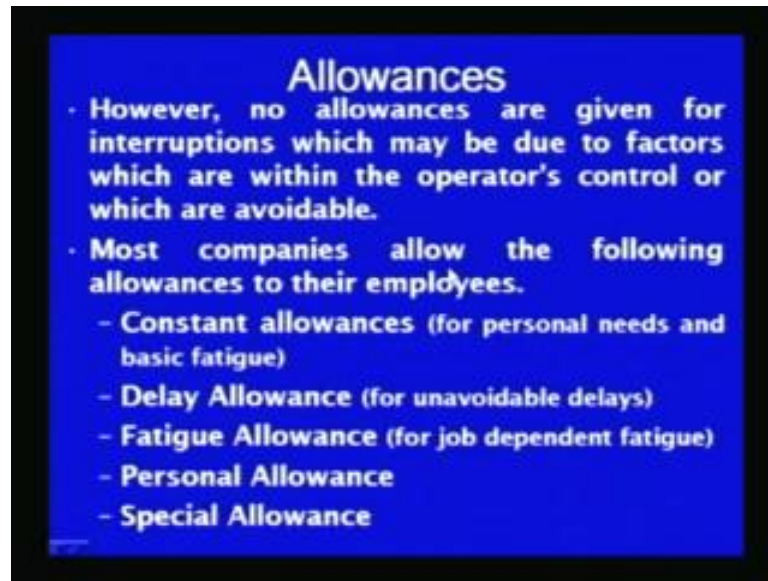 Allowances
· However, no allowances are given for
interruptions which may be due to factors
which are within the operator's control or
which are avoidable.
· Most companies allow the following
allowances to their employees.
– Constant allowances (for personal needs and
basic fatigue)
– Delay Allowance (for unavoidable delays)
– Fatigue Allowance (for job dependent fatigue)
– Personal Allowance
– Special Allowance